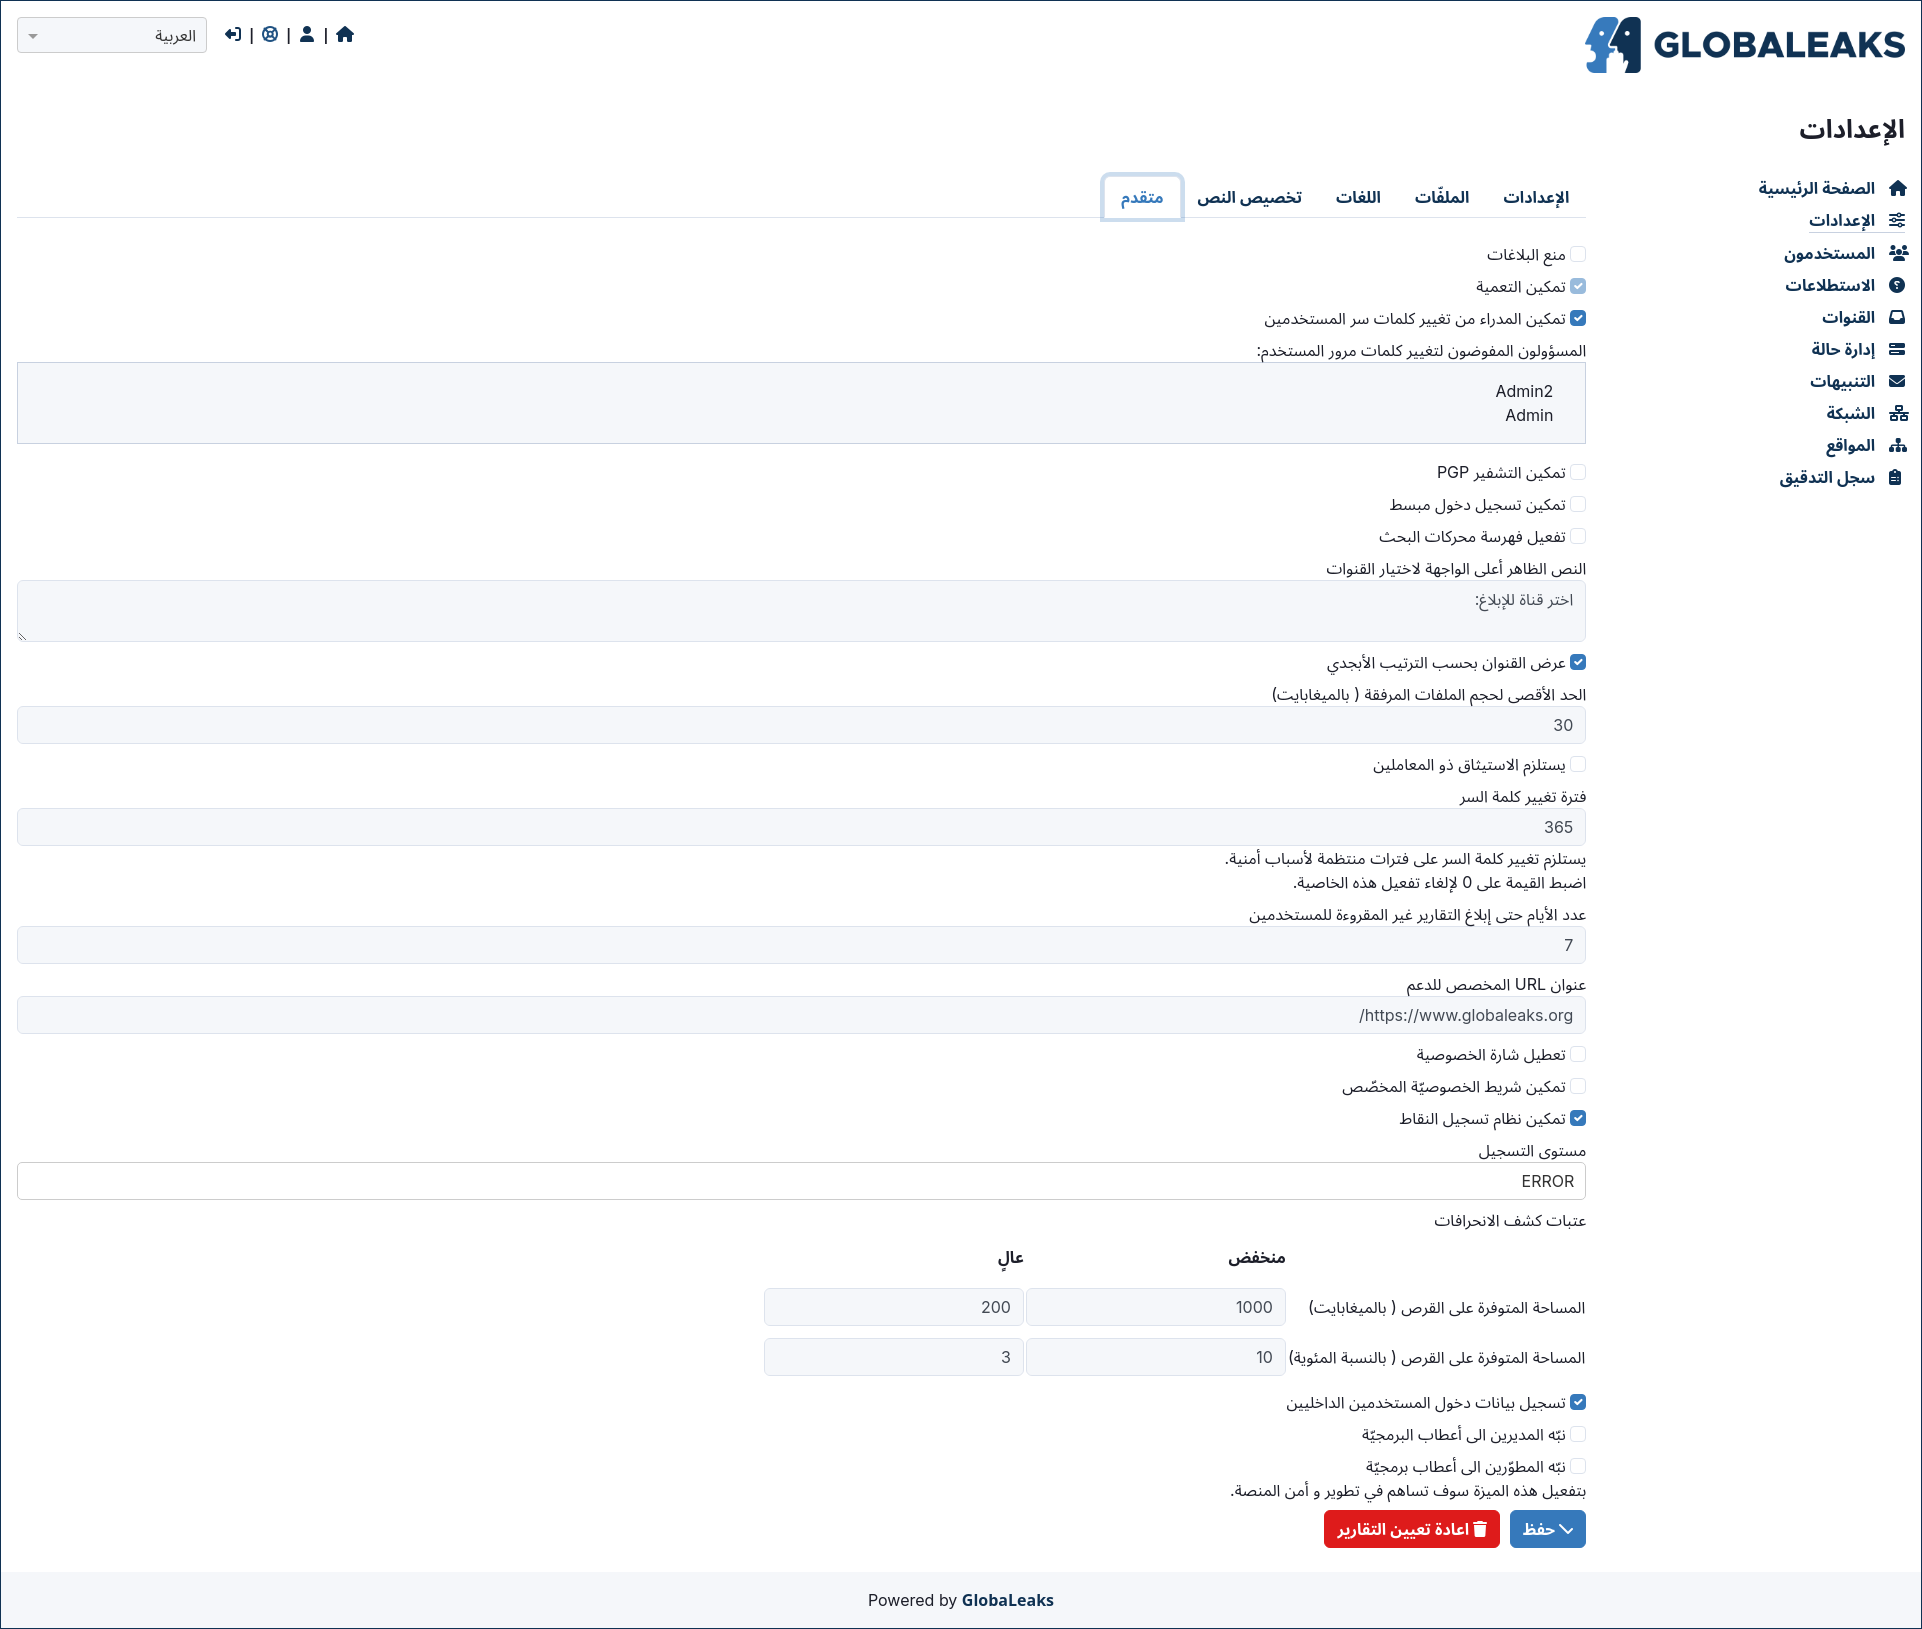 GLOBALEAKS
العربية
الإعدادات
الصفحة الرئيسية
الإعدادات
المستخدمون
الاستطلاعات
القنوات
إدارة حالة
التنبيهات
الشبكة
المواقع
سجل التدقيق
الإعدادات
الملفّات
اللغات
تخصيص النص
متقدم
منع البلاغات
تمكين التعمية
تمكين المدراء من تغيير كلمات سر المستخدمين
المسؤولون المفوضون لتغيير كلمات مرور المستخدم:
Admin2
Admin
تمكين التشفير PGP
تمكين تسجيل دخول مبسط
تفعيل فهرسة محركات البحث
النص الظاهر أعلى الواجهة لاختيار القنوات
اختر قناة للإبلاغ:
عرض القنوان بحسب الترتيب الأبجدي
الحد الأقصى لحجم الملفات المرفقة ( بالميغابايت)
30
يستلزم الاستيثاق ذو المعاملين
فترة تغيير كلمة السر
365
يستلزم تغيير كلمة السر على فترات منتظمة لأسباب أمنية.
اضبط القيمة على 0 لإلغاء تفعيل هذه الخاصية.
عدد الأيام حتى إبلاغ التقارير غير المقروءة للمستخدمين
7
عنوان URL المخصص للدعم
https://www.globaleaks.org/
تعطيل شارة الخصوصية
تمكين شريط الخصوصيّة المخصّص
تمكين نظام تسجيل النقاط
مستوى التسجيل
ERROR
عتبات كشف الانحرافات
منخفض عالٍ
المساحة المتوفرة على القرص ( بالميغابايت) 1000 200
المساحة المتوفرة على القرص ( بالنسبة المئوية) 10 3
تسجيل بيانات دخول المستخدمين الداخليين
نبّه المديرين الى أعطاب البرمجيّة
نبّه المطوّرين الى أعطاب برمجيّة
بتفعيل هذه الميزة سوف تساهم في تطوير و أمن المنصة.
حفظ
اعادة تعيين التقارير
Powered by GlobaLeaks